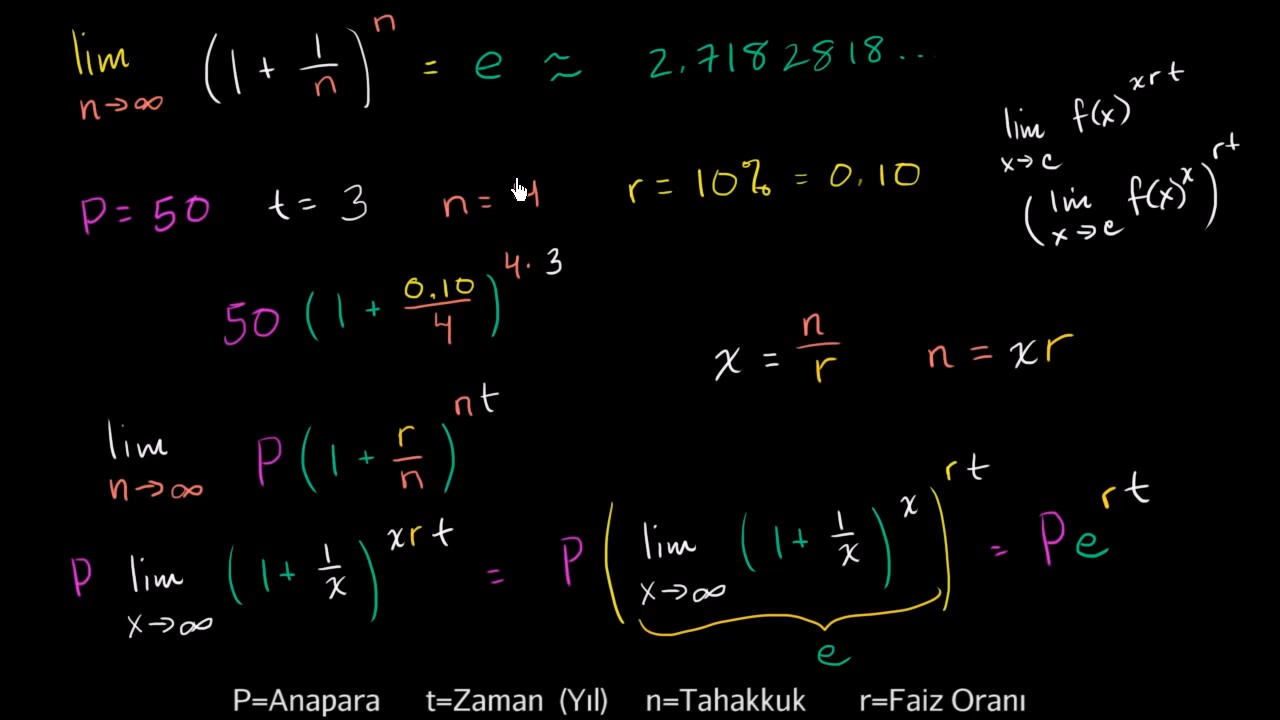 lim n→∞ (1 + 1/n)^n = e ≈ 2.7182818...
lim x→c f(x)^xrt
(lim x→c f(x)^x)^rt
P = 50 t = 3 n = 4 r = 10% = 0.10
50 (1 + 0.10/4)^4·3
x = n/r n = xr
lim n→∞ P(1 + r/n)^nt
P lim x→∞ (1 + 1/x)^xrt = P(lim x→∞ (1 + 1/x)^x)^rt = Pe^rt
e
P=Anapara t=Zaman (Yıl) n=Tahakkuk r=Faiz Oranı